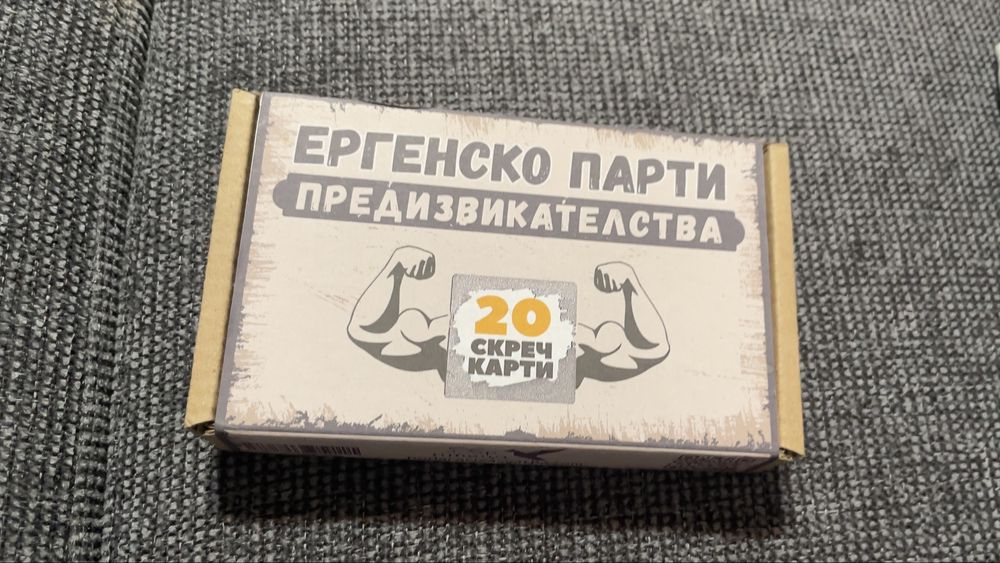 ЕРГЕНСКО ПАРТИ
ПРЕДИЗВИКАТЕЛСТВА
20
СКРЕЧ
КАРТИ